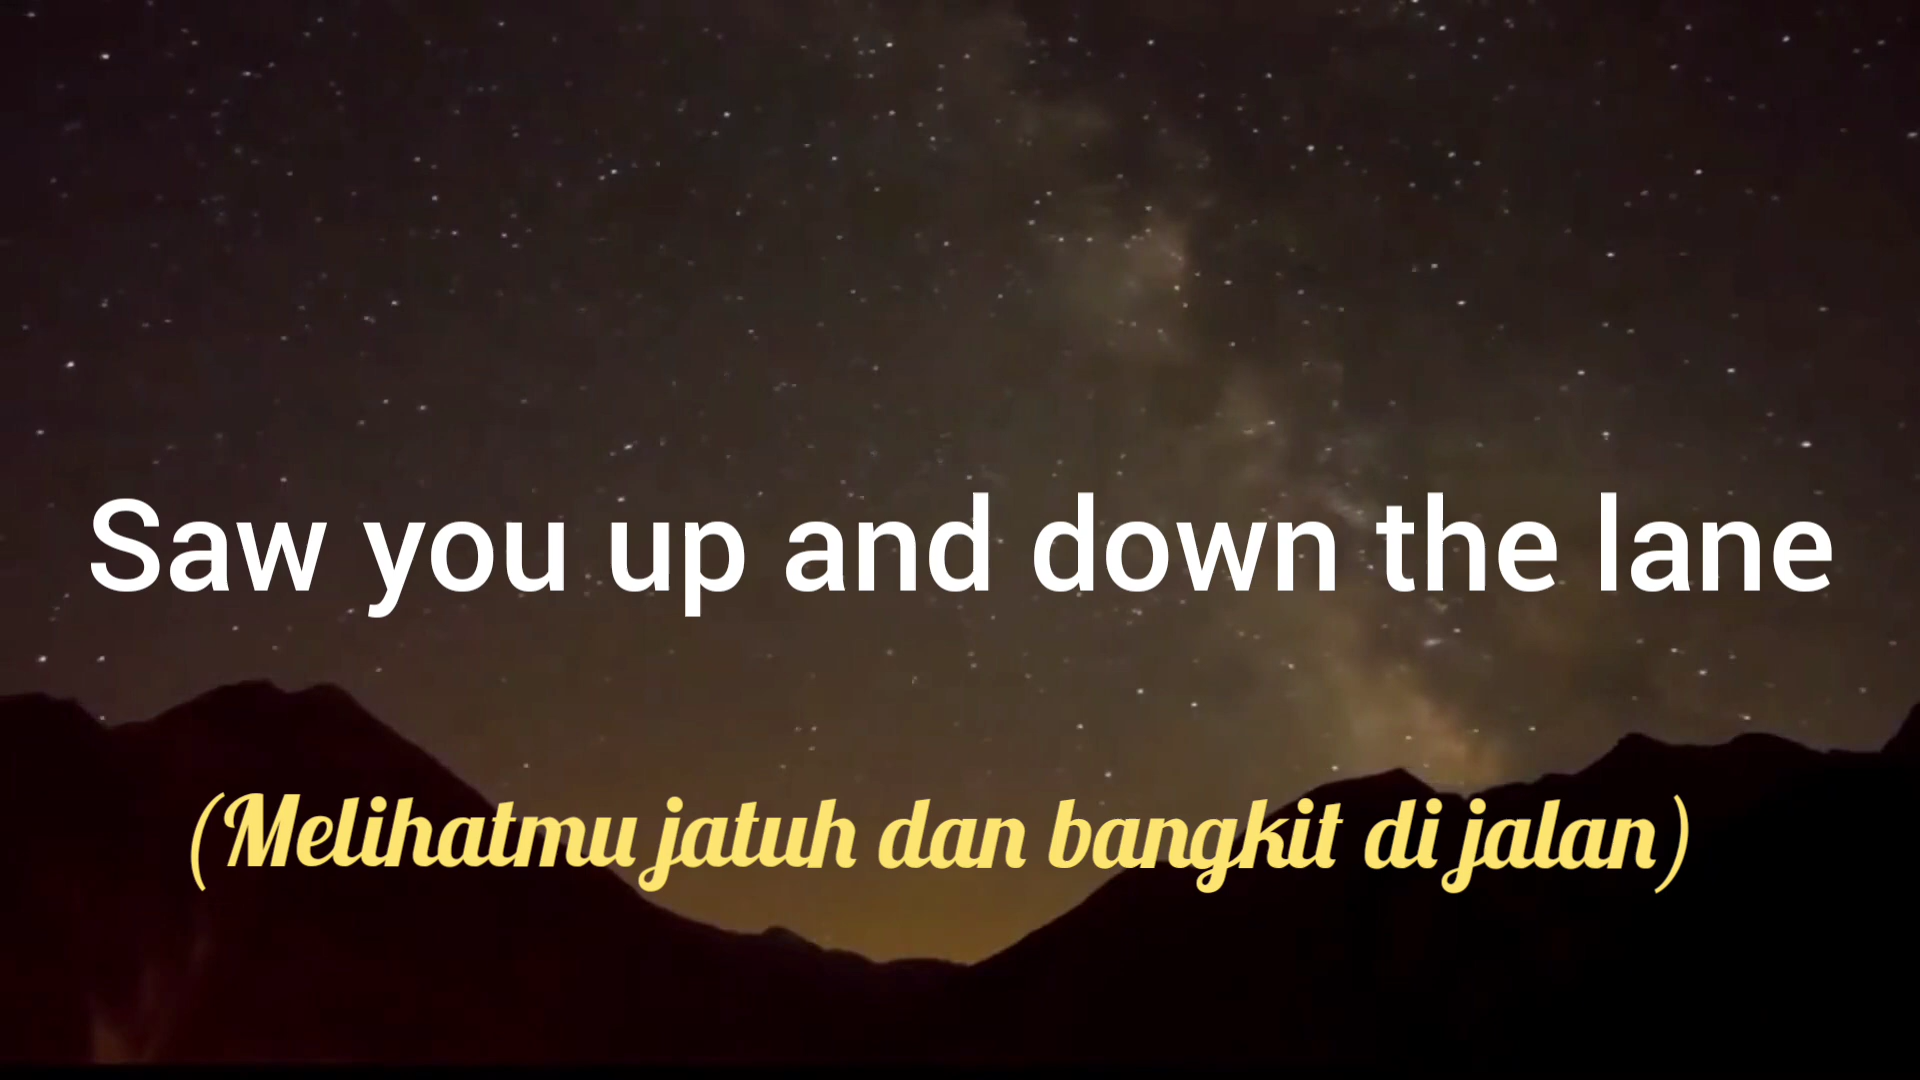 Saw you up and down the lane
(Melihatmu jatuh dan bangkit di jalan)